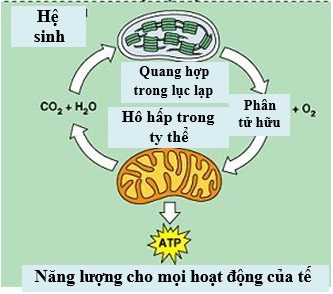 Hệ
sinh
Quang hợp
trong lục lạp
CO2 + H2O
Hô hấp trong
ty thể
Phân
tử hữu
+ O2
ATP
Năng lượng cho mọi hoạt động của tế